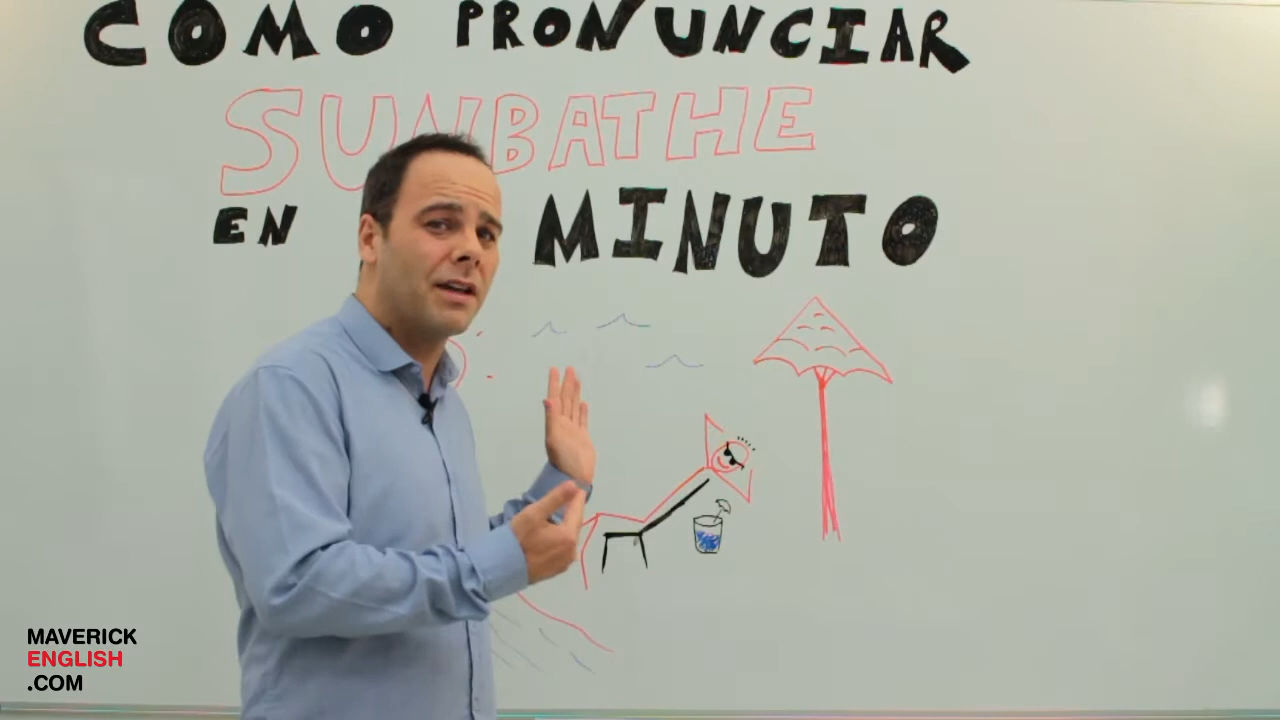 COMO PRONUNCIAR
SUNBATHE
EN MINUTO
MAVERICK
ENGLISH
.COM